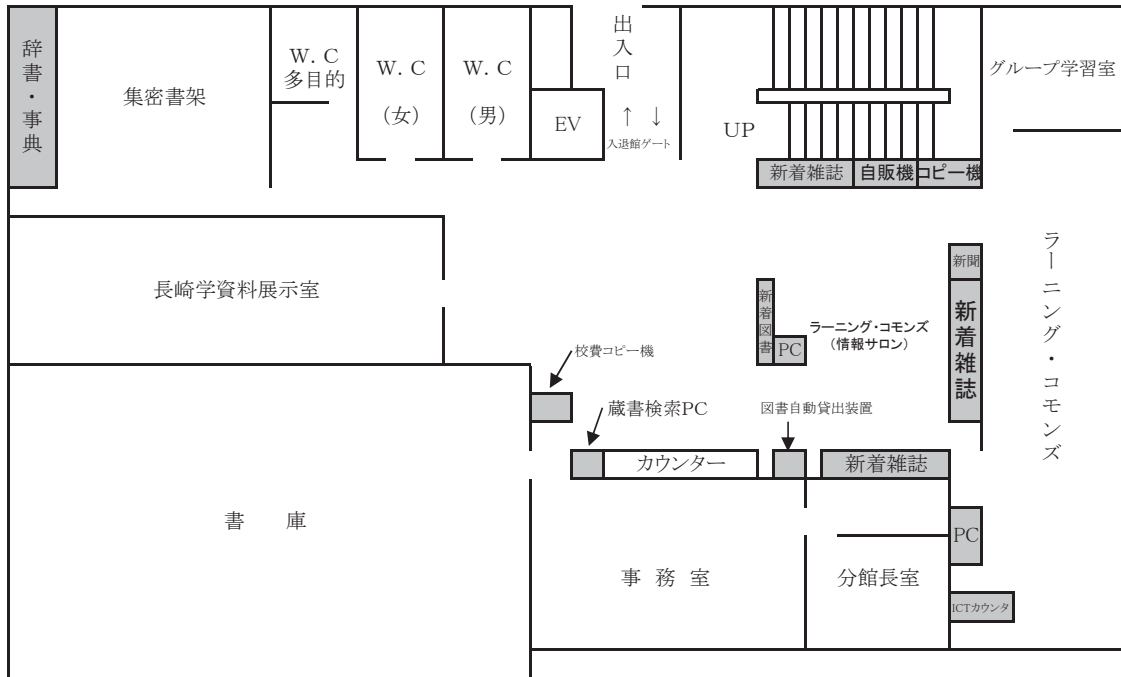 辞書・事典
集密書架
W.C
多目的
W.C
(女)
W.C
(男)
EV
出入口
↑ ↓
入退館ゲート
UP
新着雑誌
自販機
コピー機
グループ学習室
長崎学資料展示室
新着図書
PC
ラーニング・コモンズ
(情報サロン)
新聞
新着雑誌
ラーニング・コモンズ
校費コピー機
蔵書検索PC
図書自動貸出装置
カウンター
新着雑誌
書 庫
事 務 室
分館長室
PC
ICTカウンタ